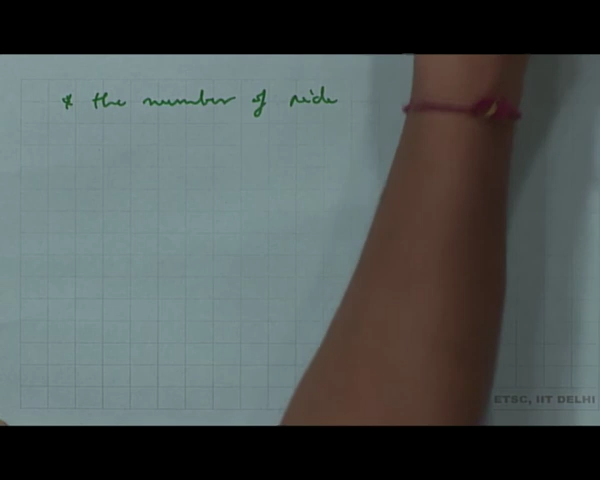 * the number of side
ETSC, IIT DELHI